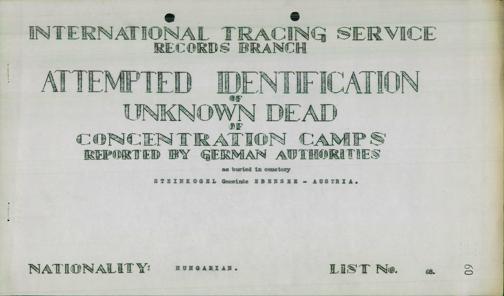 INTERNATIONAL TRACING SERVICE
RECORDS BRANCH
ATTEMPTED IDENTIFICATION
OF
UNKNOWN DEAD
OF
CONCENTRATION CAMPS
REPORTED BY GERMAN AUTHORITIES
as buried in cemetery
STEINKOGEL Gemeinde EBENSEE - AUSTRIA.
NATIONALITY: HUNGARIAN. LIST No. 60